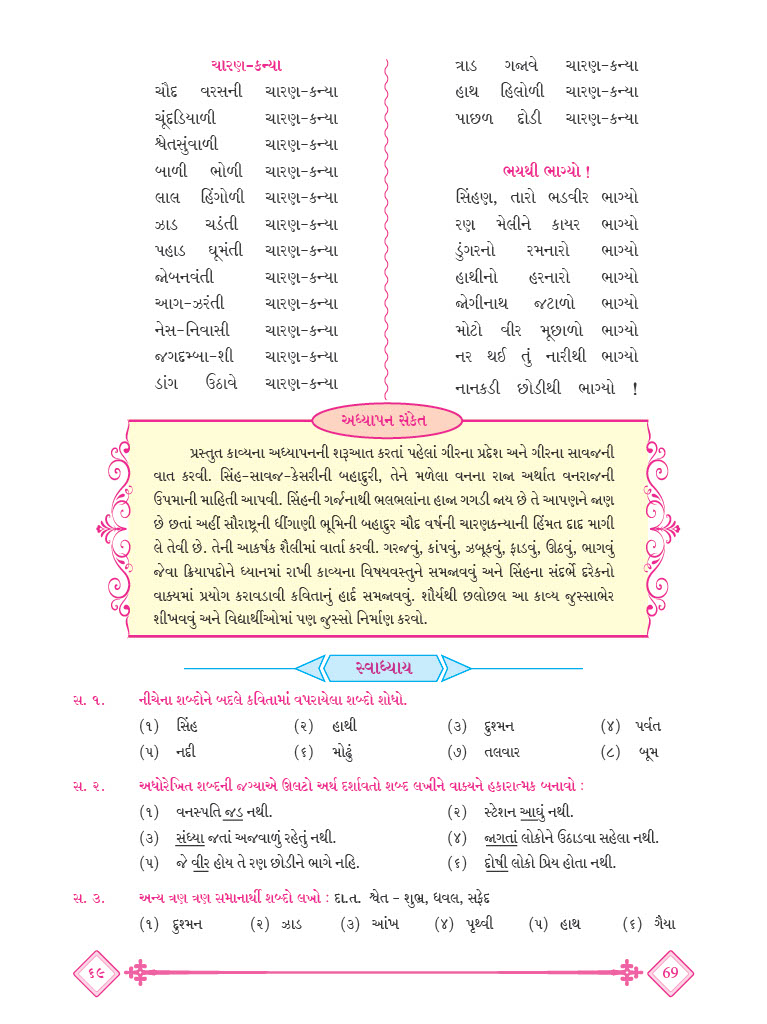 ચારણ-કન્યા
ચૌદ વરસની ચારણ-કન્યા
ચૂંદડિયાળી ચારણ-કન્યા
શ્વેતસુંવાળી ચારણ-કન્યા
બાળી ભોળી ચારણ-કન્યા
લાલ હિંગોળી ચારણ-કન્યા
ઝાડ ચડંતી ચારણ-કન્યા
પહાડ ઘૂમંતી ચારણ-કન્યા
જોબનવંતી ચારણ-કન્યા
આગ-ઝરંતી ચારણ-કન્યા
નેસ-નિવાસી ચારણ-કન્યા
જગદમ્બા-શી ચારણ-કન્યા
ડાંગ ઉઠાવે ચારણ-કન્યા
ત્રાડ ગજાવે ચારણ-કન્યા
હાથ હિલોળી ચારણ-કન્યા
પાછળ દોડી ચારણ-કન્યા
ભયથી ભાગ્યો !
સિંહણ, તારો ભડવીર ભાગ્યો
રણ મેલીને કાયર ભાગ્યો
ડુંગરનો રમનારો ભાગ્યો
હાથીનો હરનારો ભાગ્યો
જોગીનાથ જટાળો ભાગ્યો
મોટો વીર મૂછાળો ભાગ્યો
નર થઈ તું નારીથી ભાગ્યો
નાનકડી છોડીથી ભાગ્યો !
અધ્યાપન સંકેત
પ્રસ્તુત કાવ્યના અધ્યાપનની શરૂઆત કરતાં પહેલાં ગીરના પ્રદેશ અને ગીરના સાવજની
વાત કરવી. સિંહ-સાવજ-કેસરીની બહાદુરી, તેને મળેલા વનના રાજા અર્થાત વનરાજની
ઉપમાની માહિતી આપવી. સિંહની ગર્જનાથી ભલભલાંના હાજા ગગડી જાય છે તે આપણને જાણ
છે છતાં અહીં સૌરાષ્ટ્રની ધીંગાણી ભૂમિની બહાદુર ચૌદ વર્ષની ચારણકન્યાની હિંમત દાદ માગી
લે તેવી છે. તેની આકર્ષક શૈલીમાં વાર્તા કરવી. ગરજવું, કાંપવું, ઝબૂકવું, ફાડવું, ઊઠવું, ભાગવું
જેવા ક્રિયાપદોને ધ્યાનમાં રાખી કાવ્યના વિષયવસ્તુને સમજાવવું અને સિંહના સંદર્ભે દરેકનો
વાક્યમાં પ્રયોગ કરાવડાવી કવિતાનું હાર્દ સમજાવવું. શૌર્યથી છલોછલ આ કાવ્ય જુસ્સાભેર
શીખવવું અને વિદ્યાર્થીઓમાં પણ જુસ્સો નિર્માણ કરવો.
સ્વાધ્યાય
સ. ૧. નીચેના શબ્દોને બદલે કવિતામાં વપરાયેલા શબ્દો શોધો.
(૧) સિંહ (૨) હાથી (૩) દુશ્મન (૪) પર્વત
(૫) નદી (૬) મોઢું (૭) તલવાર (૮) બૂમ
સ. ૨. અધોરેખિત શબ્દની જગ્યાએ ઊલટો અર્થ દર્શાવતો શબ્દ લખીને વાક્યને હકારાત્મક બનાવો :
(૧) વનસ્પતિ જડ નથી. (૨) સ્ટેશન આઘું નથી.
(૩) સંધ્યા જતાં અજવાળું રહેતું નથી. (૪) જાગતાં લોકોને ઉઠાડવા સહેલા નથી.
(૫) જે વીર હોય તે રણ છોડીને ભાગે નહિ. (૬) દોષી લોકો પ્રિય હોતા નથી.
સ. ૩. અન્ય ત્રણ ત્રણ સમાનાર્થી શબ્દો લખો : દા.ત. શ્વેત - શુભ્ર, ધવલ, સફેદ
(૧) દુશ્મન (૨) ઝાડ (૩) આંખ (૪) પૃથ્વી (૫) હાથ (૬) ગૈયા
૬૯ 69